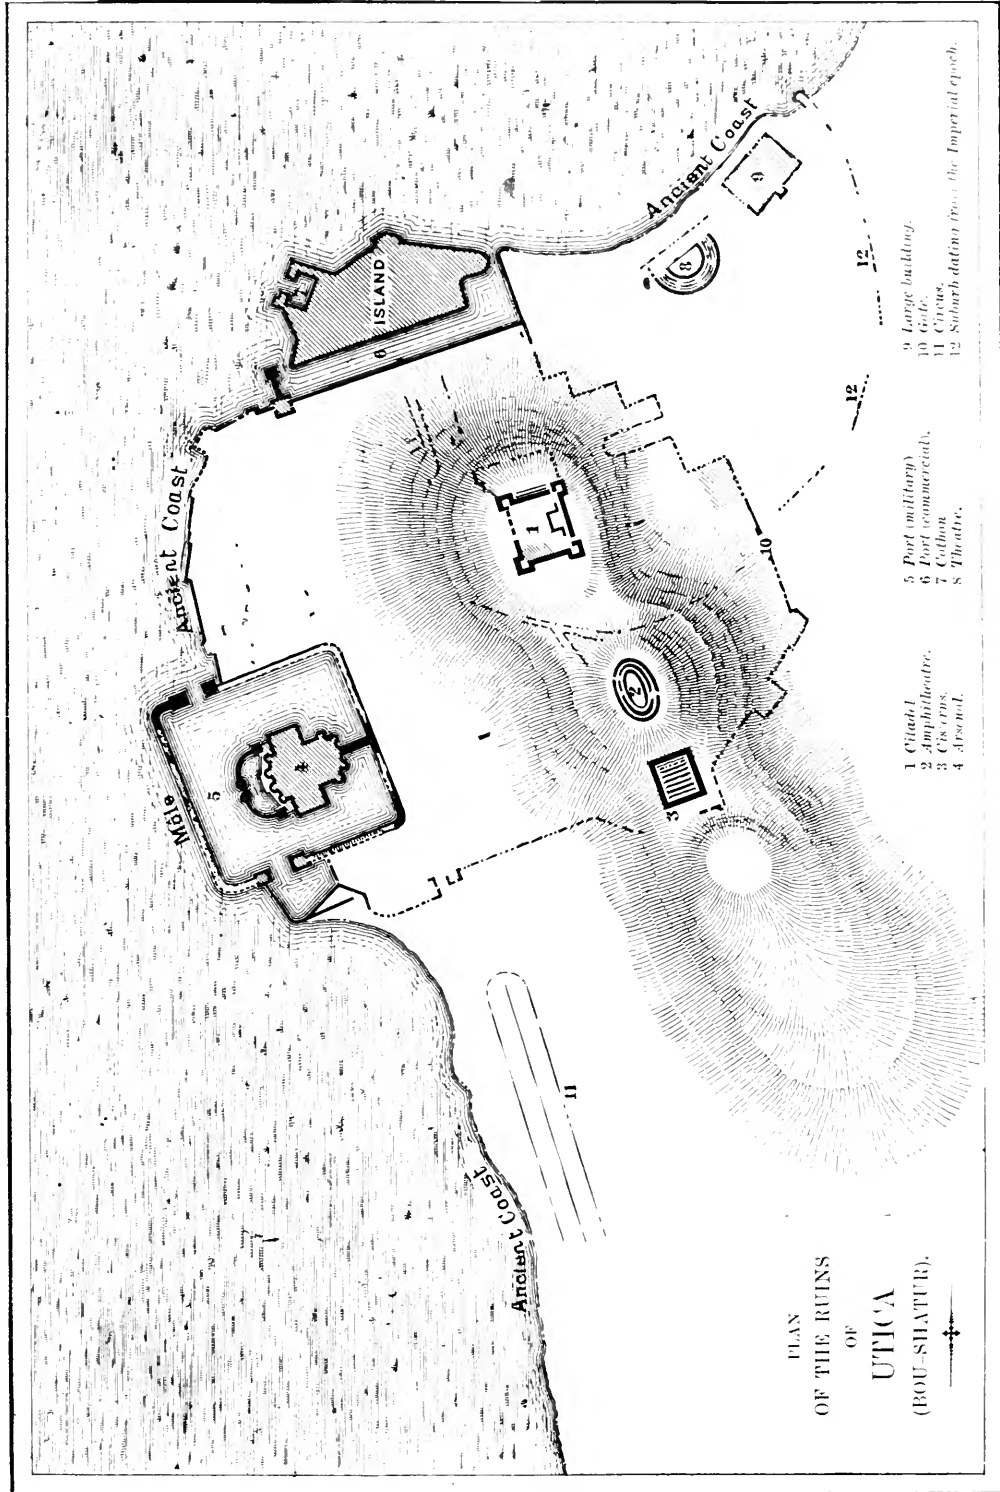 PLAN
OF THE RUINS
OF
UTICA
(BOU-SHATUR).
1 Citadel
2 Amphitheatre.
3 Cisterns.
4 Arsenal.
5 Port (military)
6 Port (commercial).
7 Cothon
8 Theatre.
9 Large building.
10 Gate.
11 Circus.
12 Suburb dating from the Imperial epoch.
Ancient Coast
Môle
5
4
Ancient Coast
6
ISLAND
Ancient Coast
11
3
2
1
10
12
12
8
9
Ancient Coast